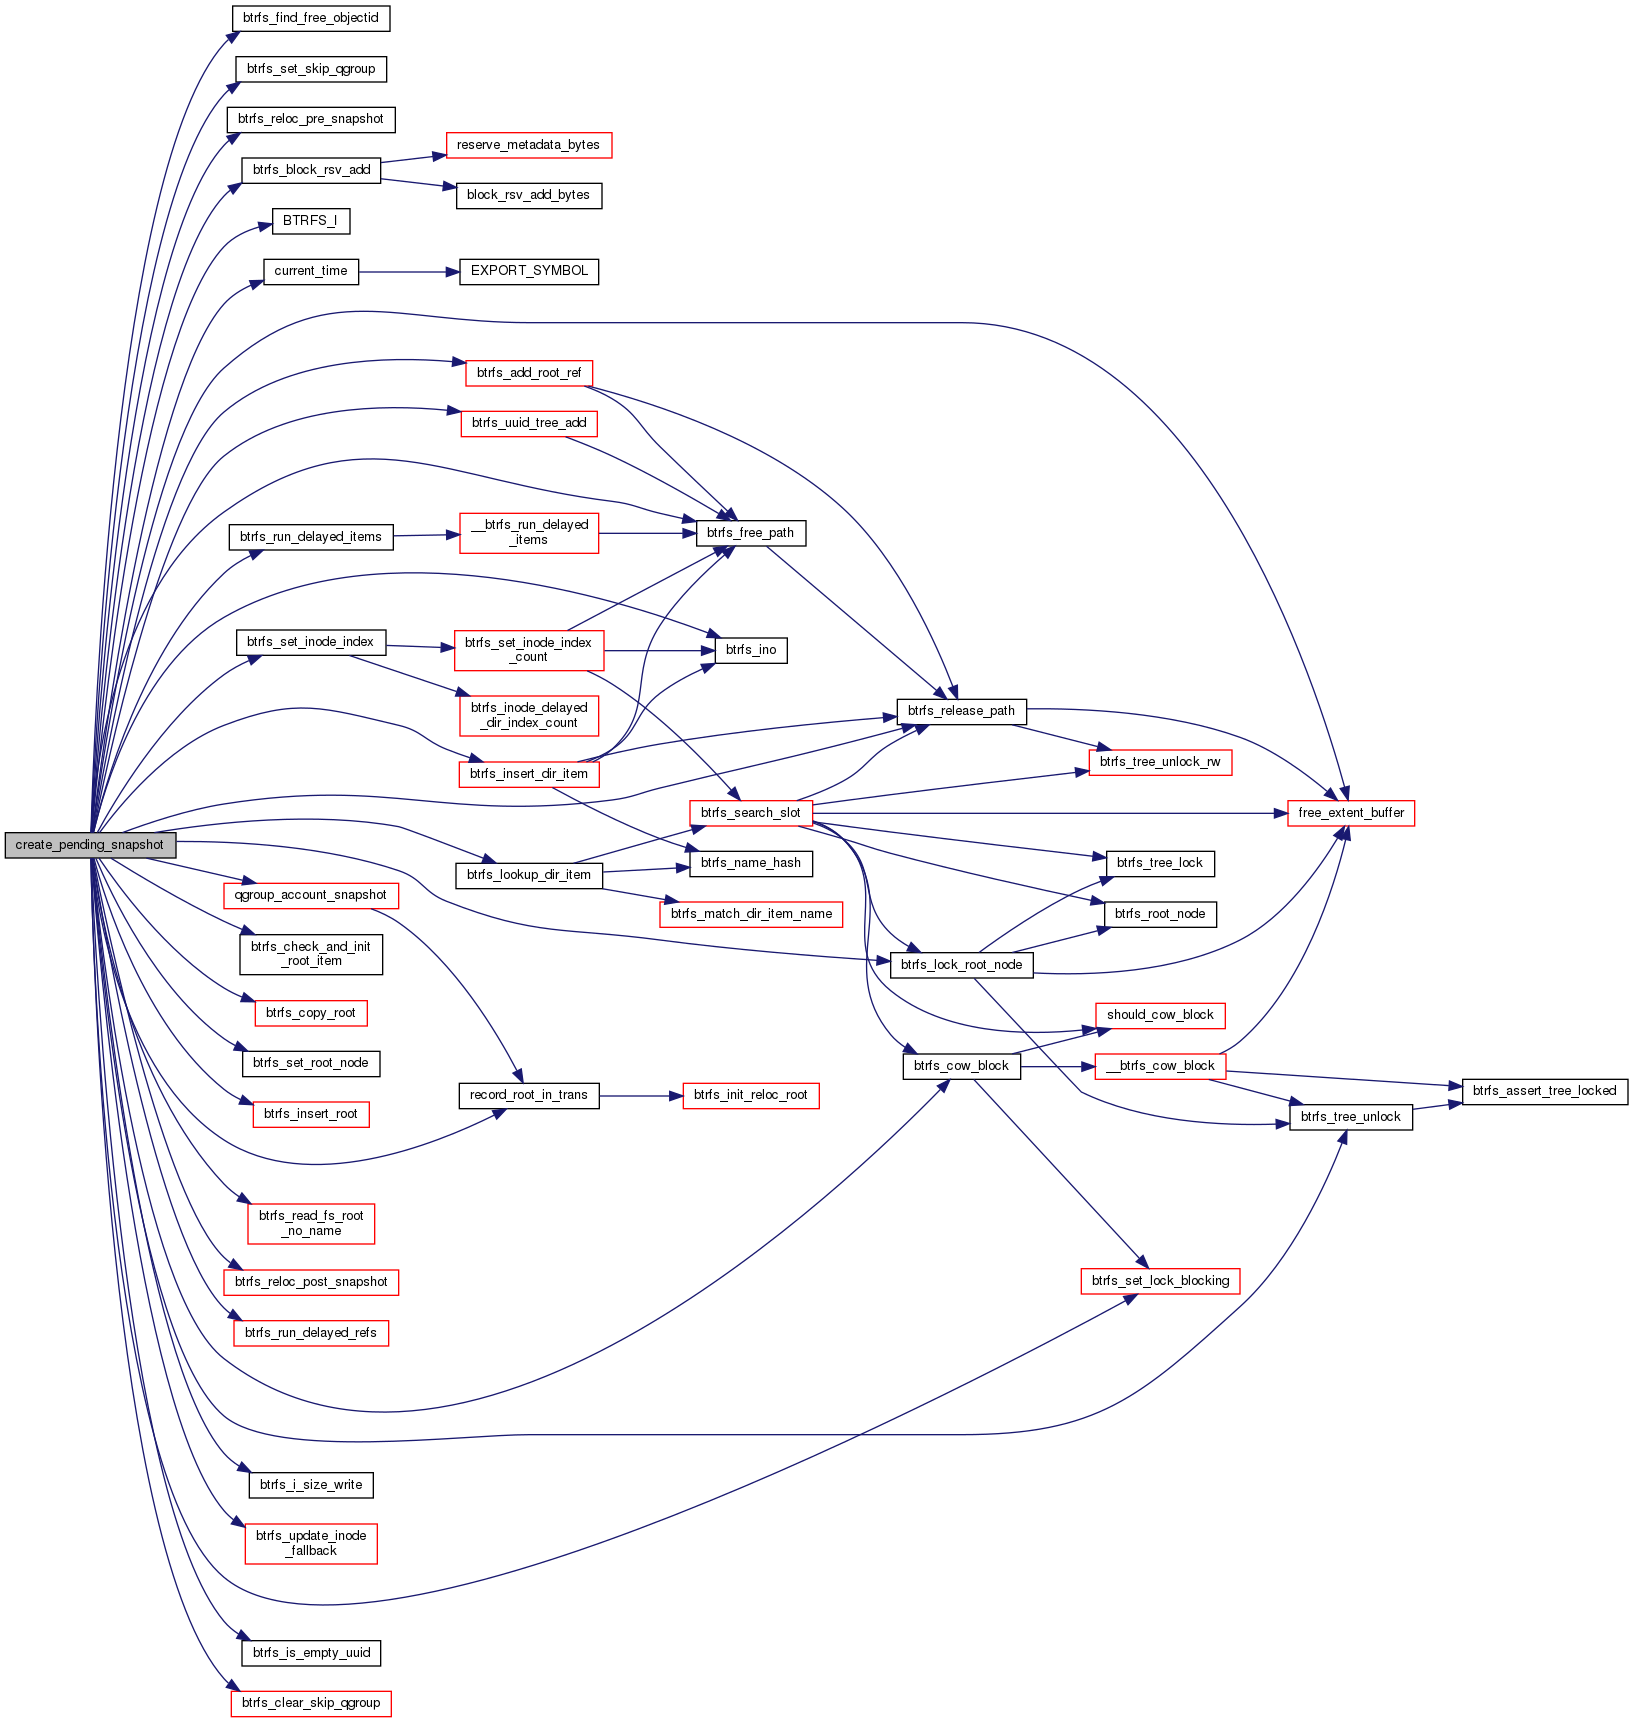 btrfs_find_free_objectid
btrfs_set_skip_qgroup
btrfs_reloc_pre_snapshot
reserve_metadata_bytes
btrfs_block_rsv_add
block_rsv_add_bytes
BTRFS_I
current_time
EXPORT_SYMBOL
btrfs_add_root_ref
btrfs_uuid_tree_add
btrfs_run_delayed_items
__btrfs_run_delayed
_items
btrfs_free_path
btrfs_set_inode_index
btrfs_set_inode_index
_count
btrfs_ino
btrfs_inode_delayed
_dir_index_count
btrfs_release_path
btrfs_tree_unlock_rw
btrfs_insert_dir_item
btrfs_search_slot
free_extent_buffer
create_pending_snapshot
btrfs_name_hash
btrfs_tree_lock
btrfs_lookup_dir_item
qgroup_account_snapshot
btrfs_match_dir_item_name
btrfs_root_node
btrfs_check_and_init
_root_item
btrfs_lock_root_node
btrfs_copy_root
should_cow_block
btrfs_set_root_node
btrfs_cow_block
__btrfs_cow_block
btrfs_assert_tree_locked
record_root_in_trans
btrfs_init_reloc_root
btrfs_insert_root
btrfs_tree_unlock
btrfs_read_fs_root
_no_name
btrfs_reloc_post_snapshot
btrfs_set_lock_blocking
btrfs_run_delayed_refs
btrfs_i_size_write
btrfs_update_inode
_fallback
btrfs_is_empty_uuid
btrfs_clear_skip_qgroup